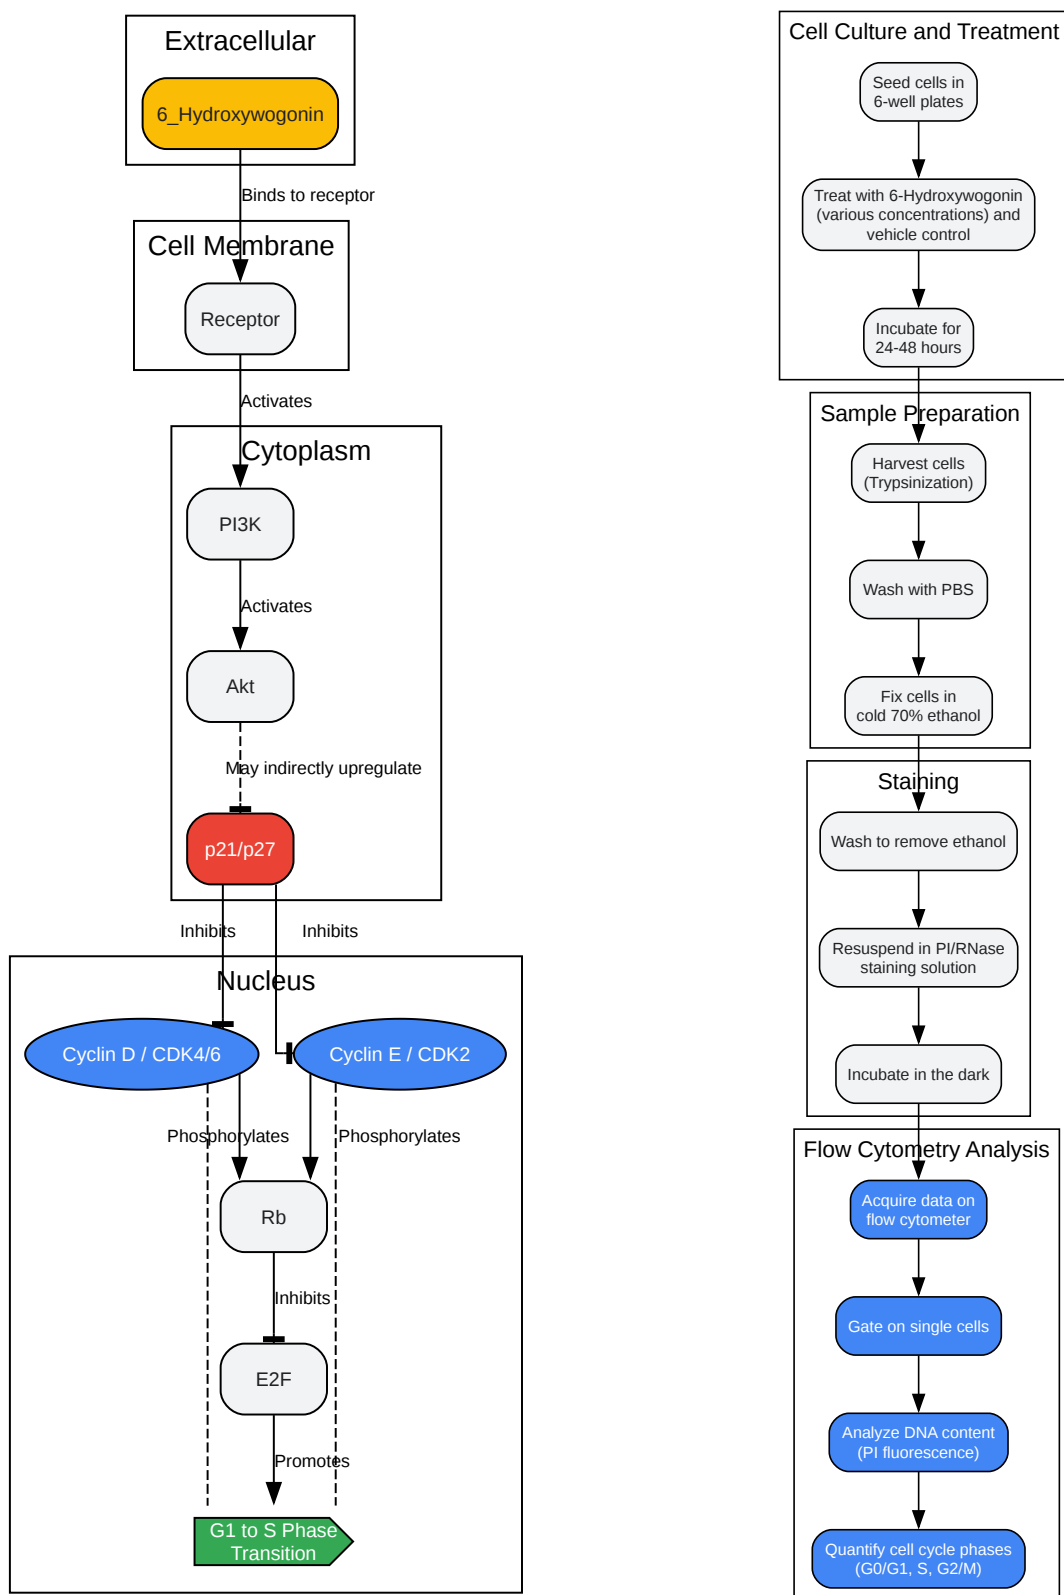 Extracellular
6_Hydroxywogonin
Binds to receptor
Cell Membrane
Receptor
Activates
Cytoplasm
PI3K
Activates
Akt
May indirectly upregulate
p21/p27
Inhibits
Inhibits
Nucleus
Cyclin D / CDK4/6
Cyclin E / CDK2
Phosphorylates
Phosphorylates
Rb
Inhibits
E2F
Promotes
G1 to S Phase
Transition
Cell Culture and Treatment
Seed cells in
6-well plates
Treat with 6-Hydroxywogonin
(various concentrations) and
vehicle control
Incubate for
24-48 hours
Sample Preparation
Harvest cells
(Trypsinization)
Wash with PBS
Fix cells in
cold 70% ethanol
Staining
Wash to remove ethanol
Resuspend in PI/RNase
staining solution
Incubate in the dark
Flow Cytometry Analysis
Acquire data on
flow cytometer
Gate on single cells
Analyze DNA content
(PI fluorescence)
Quantify cell cycle phases
(G0/G1, S, G2/M)